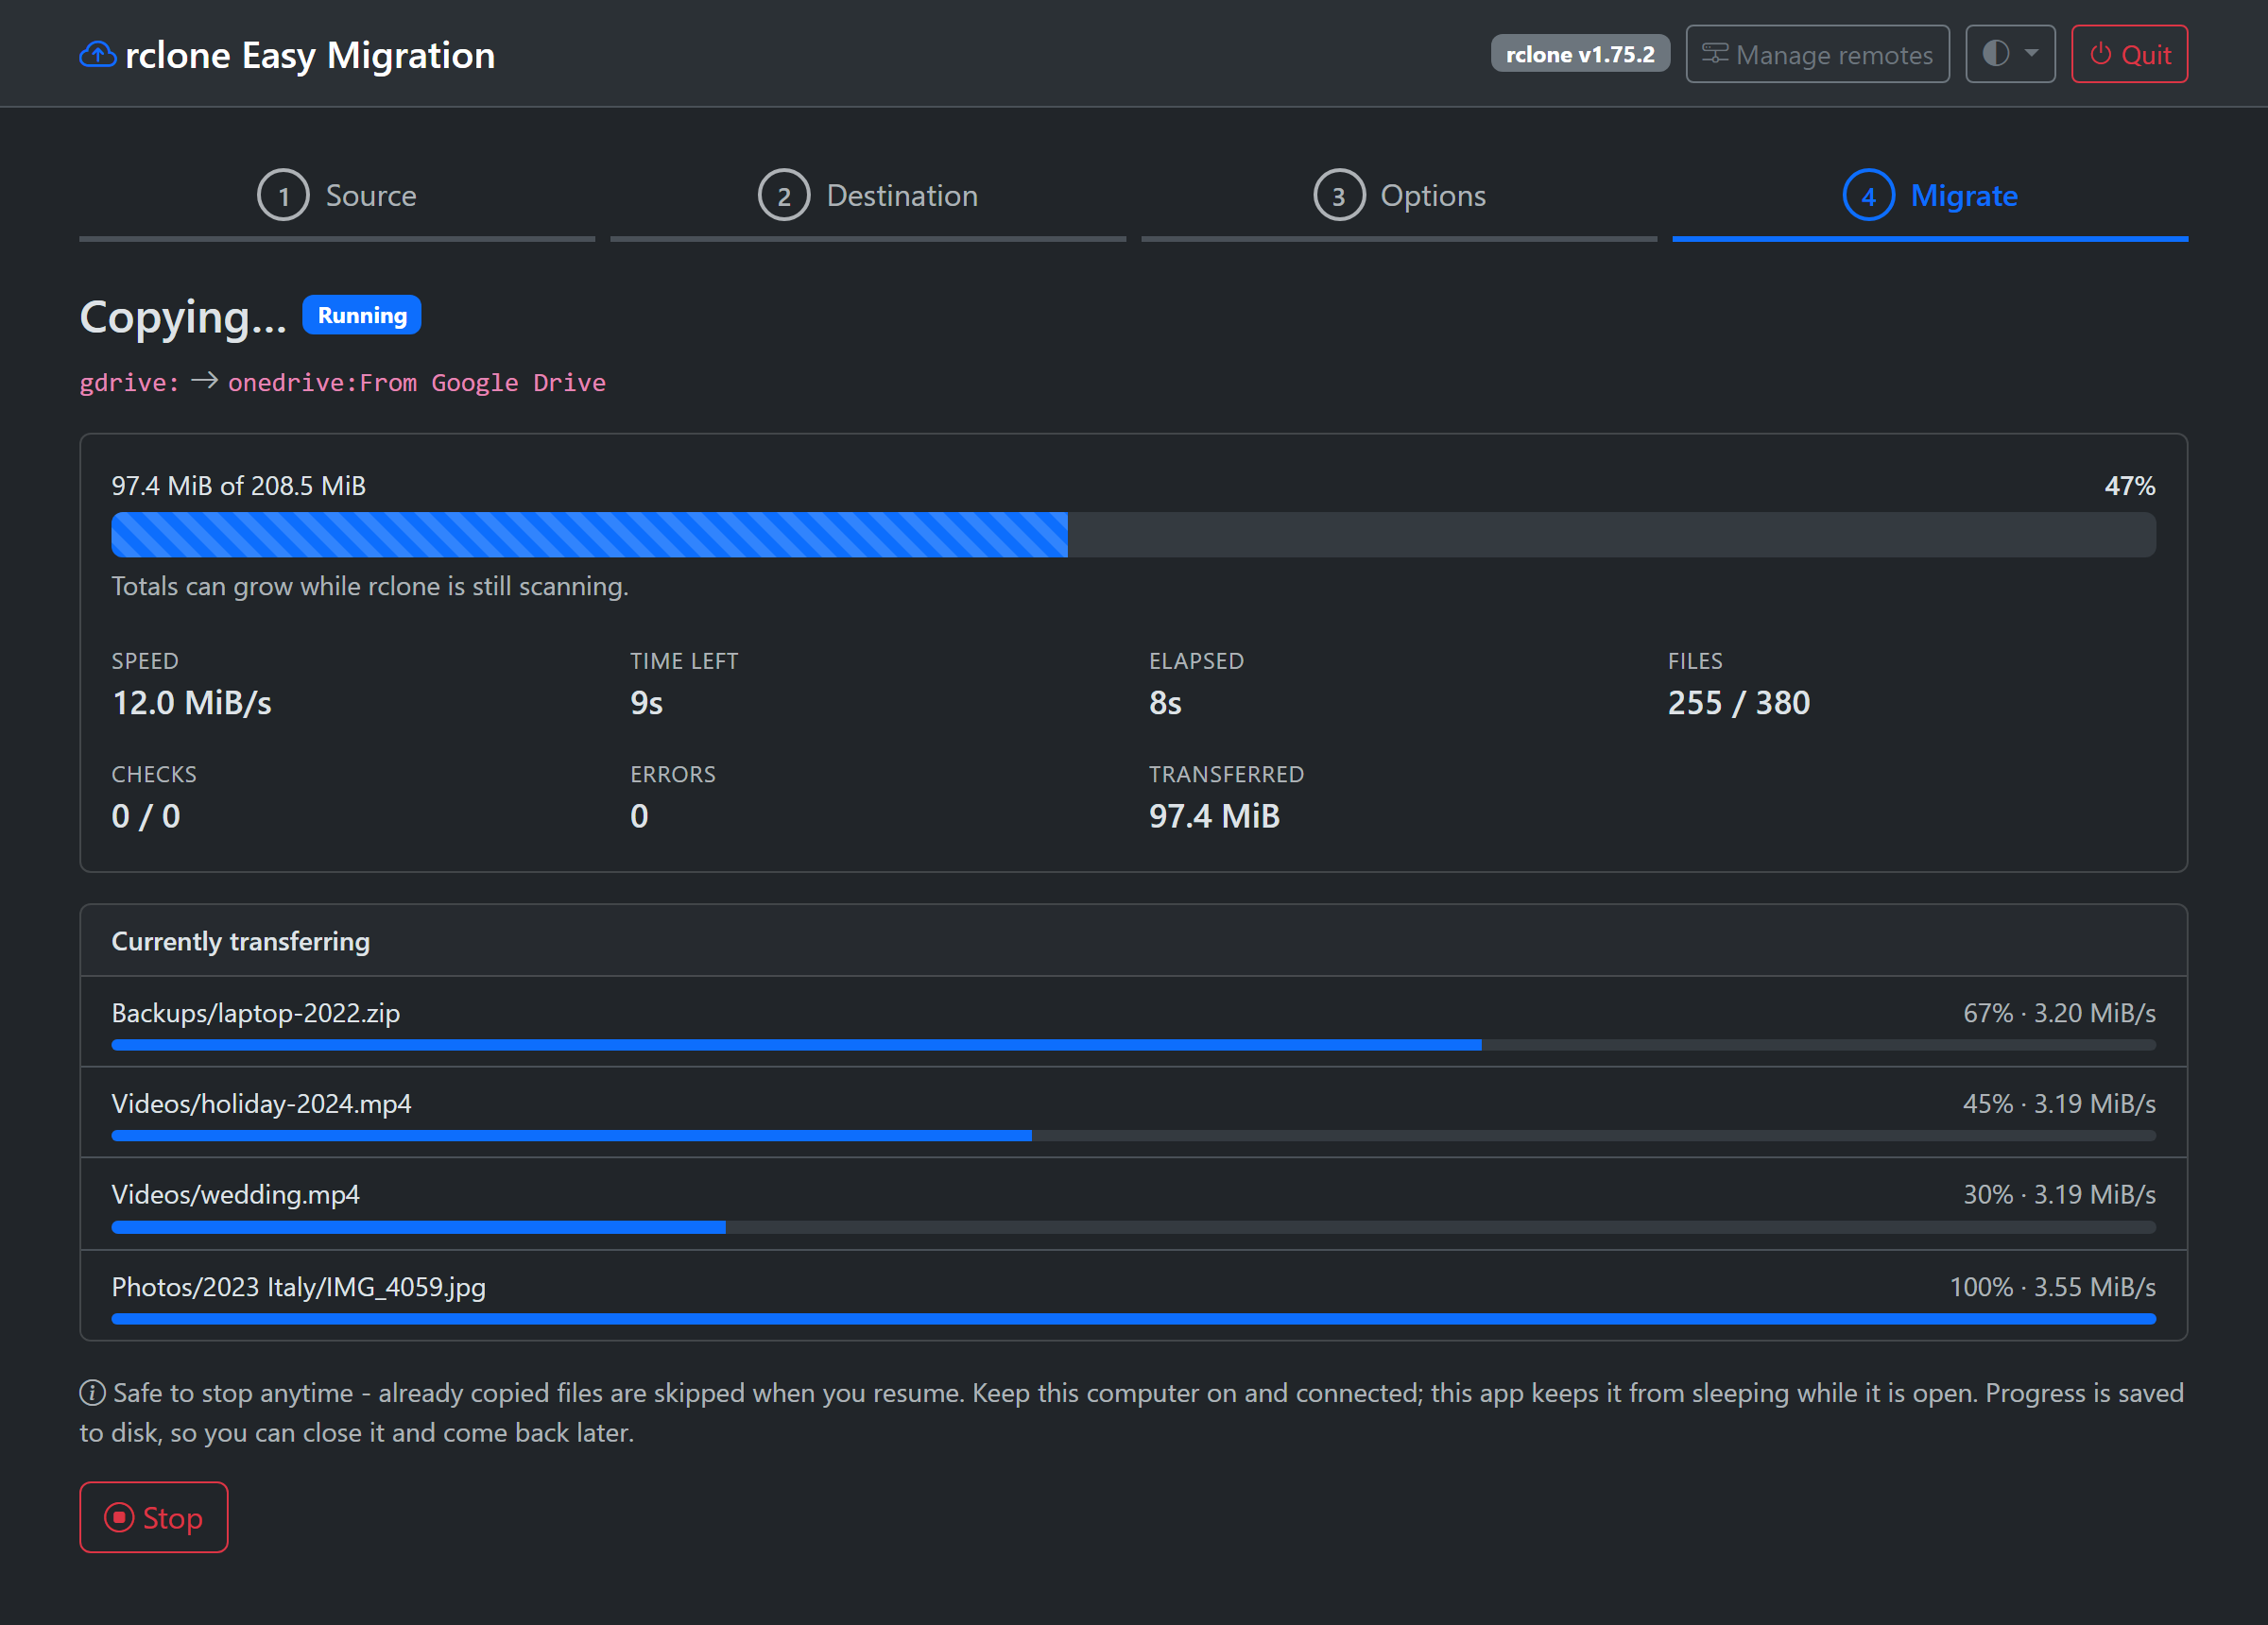 rclone Easy Migration
rclone v1.75.2
Manage remotes
Quit
1 Source
2 Destination
3 Options
4 Migrate
Copying... Running
gdrive: → onedrive:From Google Drive
97.4 MiB of 208.5 MiB
47%
Totals can grow while rclone is still scanning.
SPEED
12.0 MiB/s
TIME LEFT
9s
ELAPSED
8s
FILES
255 / 380
CHECKS
0 / 0
ERRORS
0
TRANSFERRED
97.4 MiB
Currently transferring
Backups/laptop-2022.zip
67% · 3.20 MiB/s
Videos/holiday-2024.mp4
45% · 3.19 MiB/s
Videos/wedding.mp4
30% · 3.19 MiB/s
Photos/2023 Italy/IMG_4059.jpg
100% · 3.55 MiB/s
Safe to stop anytime - already copied files are skipped when you resume. Keep this computer on and connected; this app keeps it from sleeping while it is open. Progress is saved
to disk, so you can close it and come back later.
Stop